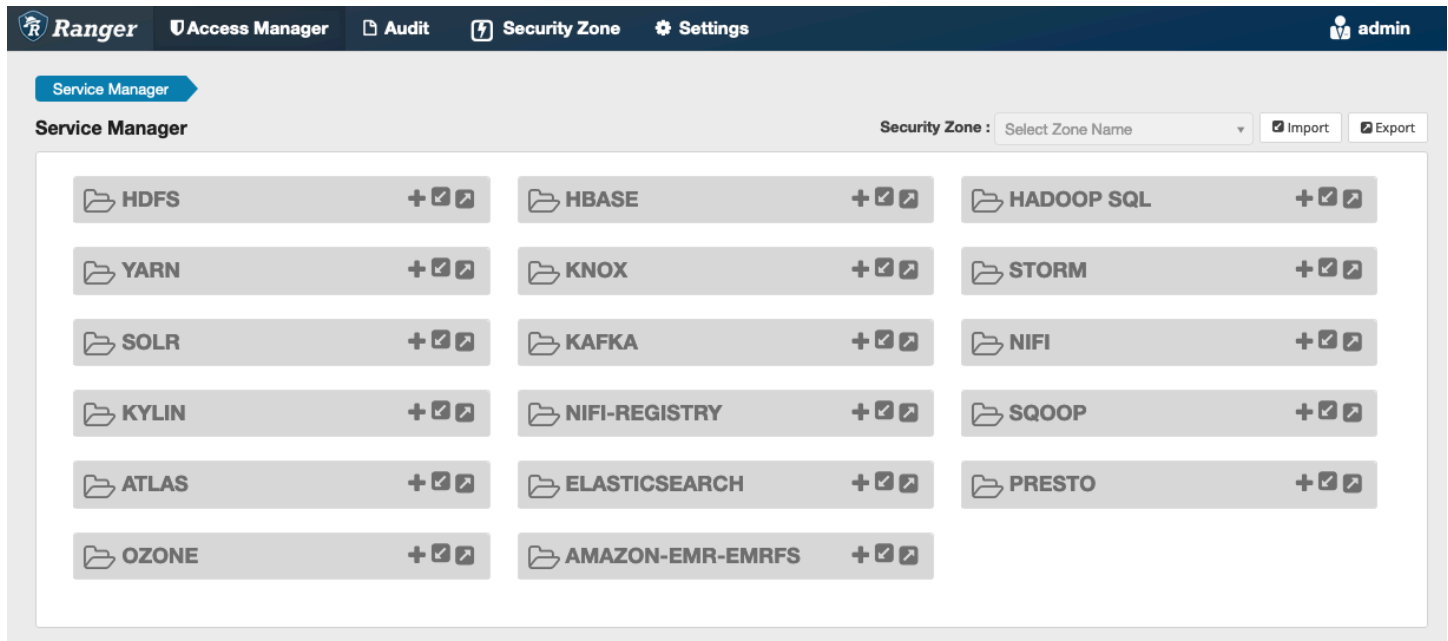 Ranger Access Manager Audit Security Zone Settings admin
Service Manager
Service Manager Security Zone : Select Zone Name Import Export
HDFS HBASE HADOOP SQL
YARN KNOX STORM
SOLR KAFKA NIFI
KYLIN NIFI-REGISTRY SQOOP
ATLAS ELASTICSEARCH PRESTO
OZONE AMAZON-EMR-EMRFS